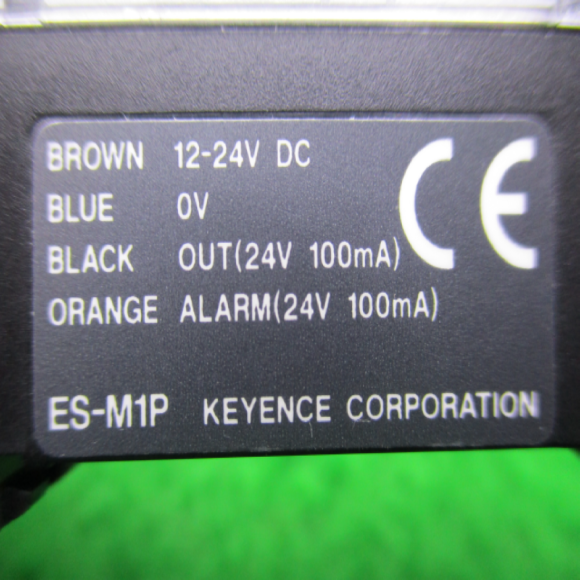 BROWN 12-24V DC
BLUE 0V
BLACK OUT(24V 100mA)
ORANGE ALARM(24V 100mA)
CE
ES-M1P KEYENCE CORPORATION